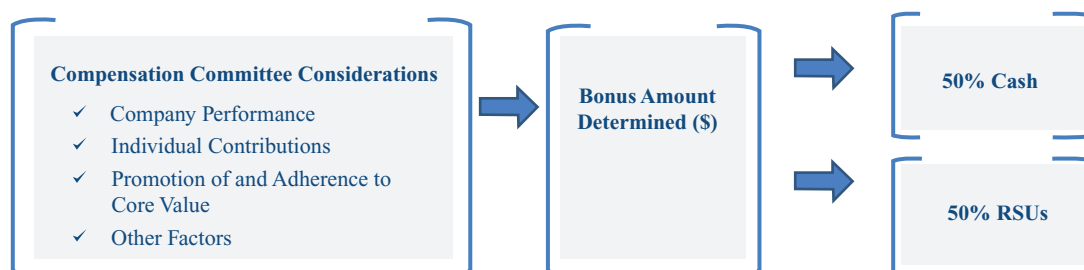 Compensation Committee Considerations
✓ Company Performance
✓ Individual Contributions
✓ Promotion of and Adherence to
Core Value
✓ Other Factors
Bonus Amount
Determined ($)
50% Cash
50% RSUs